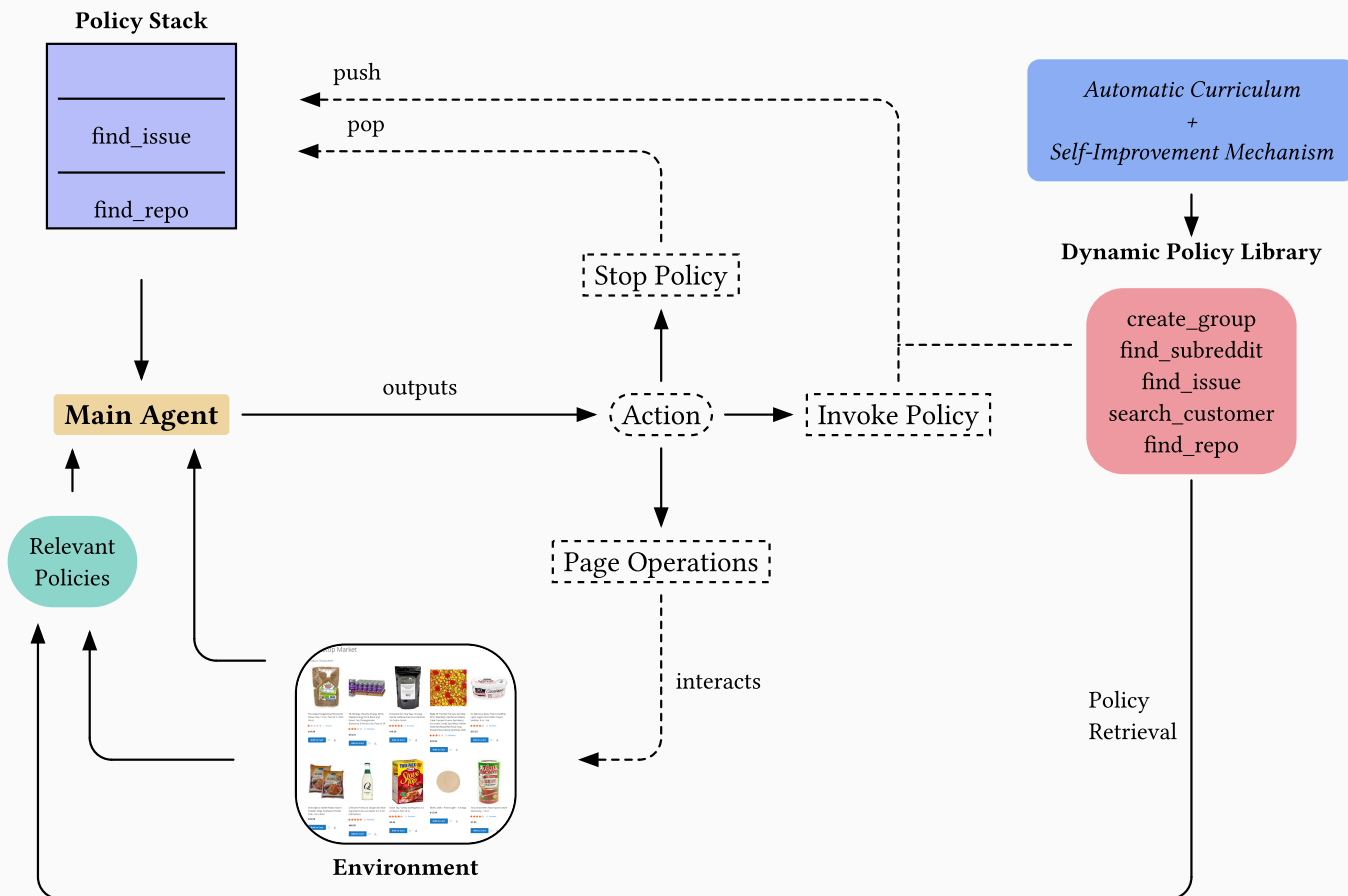 Policy Stack
find_issue
find_repo
push
pop
Automatic Curriculum
+
Self-Improvement Mechanism
Dynamic Policy Library
create_group
find_subreddit
find_issue
search_customer
find_repo
Stop Policy
Main Agent
outputs
Action
Invoke Policy
Relevant
Policies
Page Operations
interacts
Policy
Retrieval
Environment